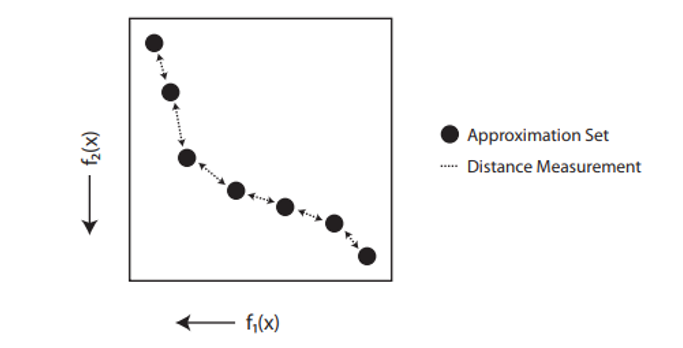 f₂(x)
Approximation Set
Distance Measurement
f₁(x)